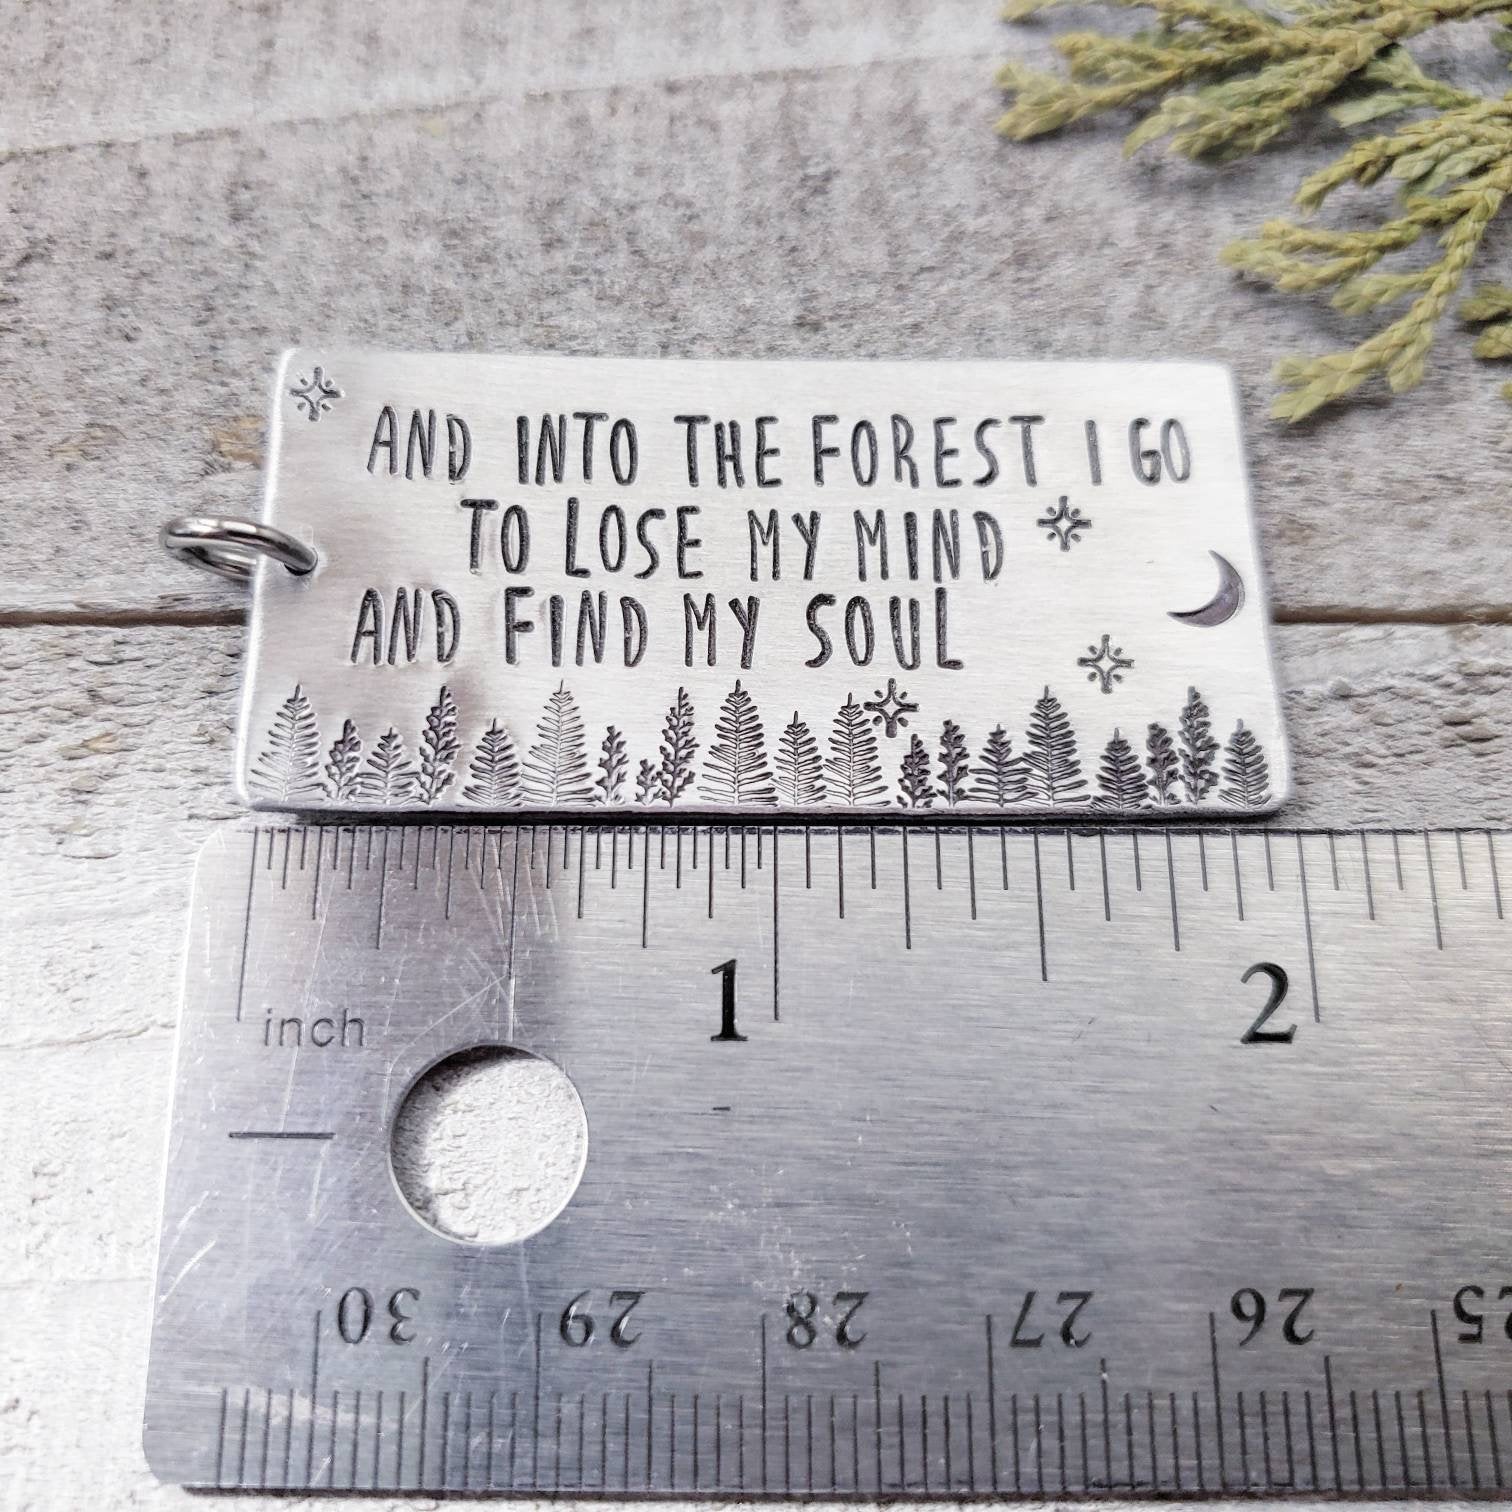 AND INTO THE FOREST I GO
TO LOSE MY MIND
AND FIND MY SOUL
1 2
inch
30 29 28 27 26 25